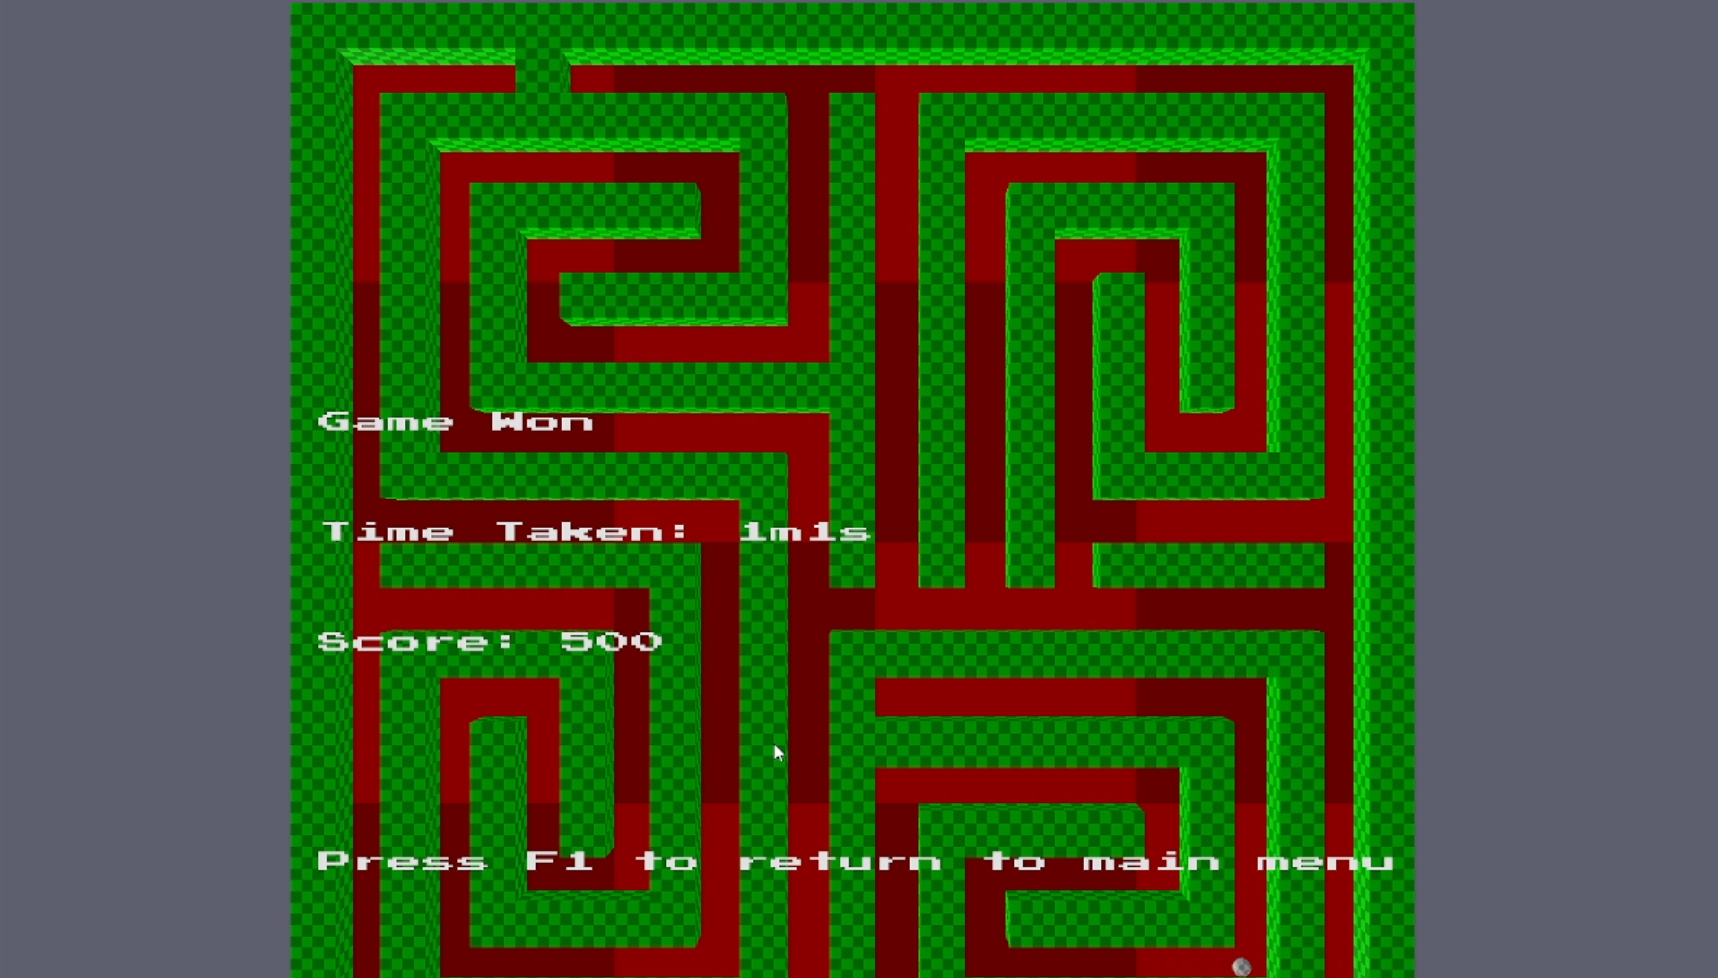 Game Won
Time Taken: 1m1s
Score: 500
Press F1 to return to main menu